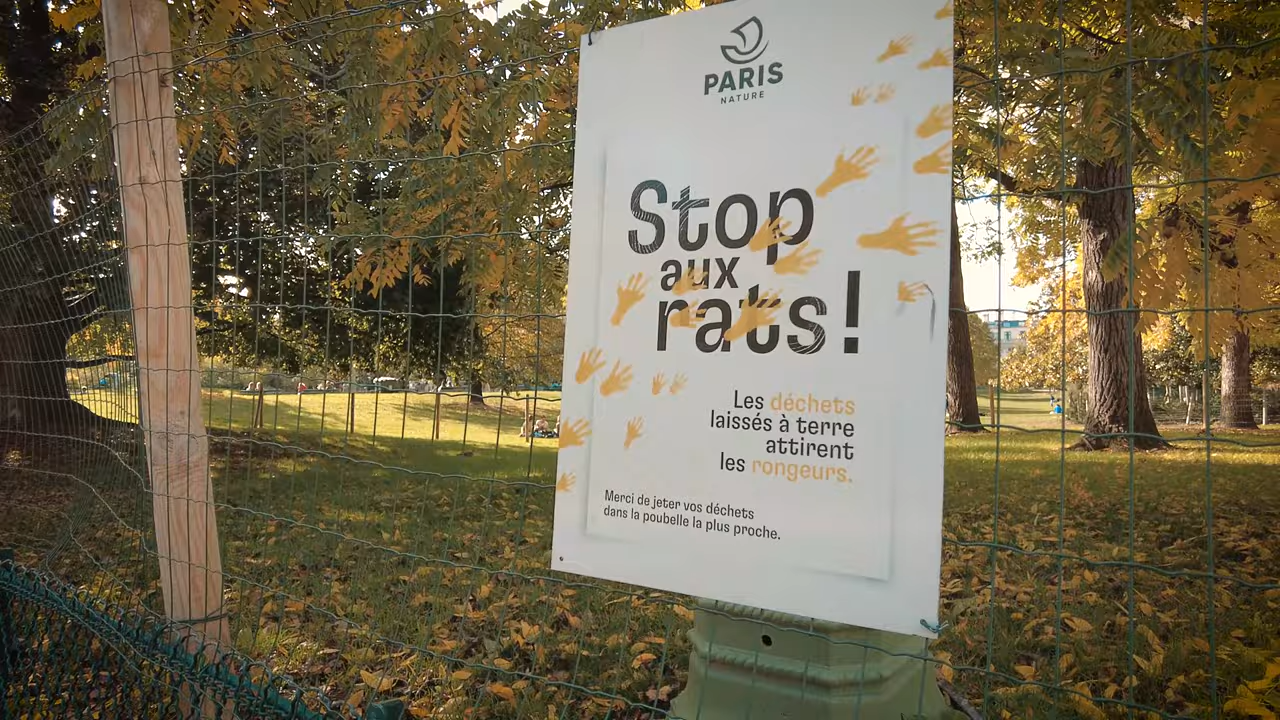 PARIS
NATURE
Stop
aux
rats!
Les déchets
laissés à terre
attirent
les rongeurs.
Merci de jeter vos déchets
dans la poubelle la plus proche.